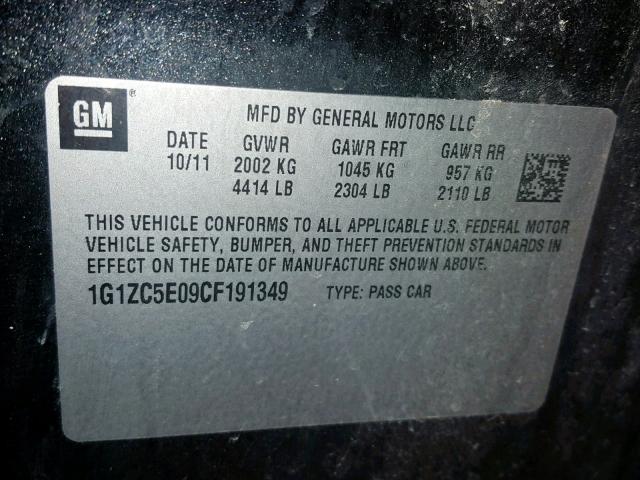 GM ®
MFD BY GENERAL MOTORS LLC
DATE GVWR GAWR FRT GAWR RR
10/11 2002 KG 1045 KG 957 KG
4414 LB 2304 LB 2110 LB
THIS VEHICLE CONFORMS TO ALL APPLICABLE U.S. FEDERAL MOTOR
VEHICLE SAFETY, BUMPER, AND THEFT PREVENTION STANDARDS IN
EFFECT ON THE DATE OF MANUFACTURE SHOWN ABOVE.
1G1ZC5E09CF191349 TYPE: PASS CAR